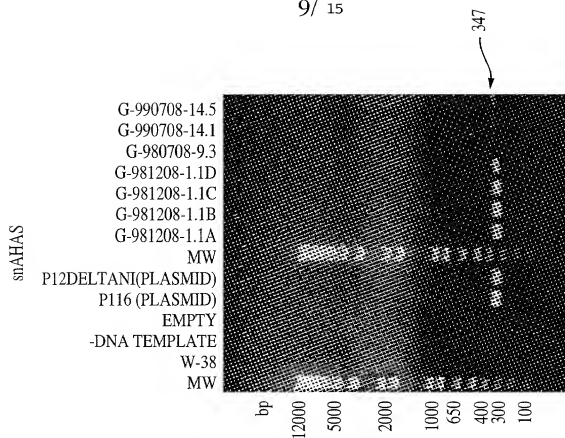 9/ 15
347
G-990708-14.5
G-990708-14.1
G-980708-9.3
G-981208-1.1D
G-981208-1.1C
G-981208-1.1B
G-981208-1.1A
MW
P12DELTANI(PLASMID)
P116 (PLASMID)
EMPTY
-DNA TEMPLATE
W-38
MW
snAHAS
bp
12000
5000
2000
1000
650
400
300
100